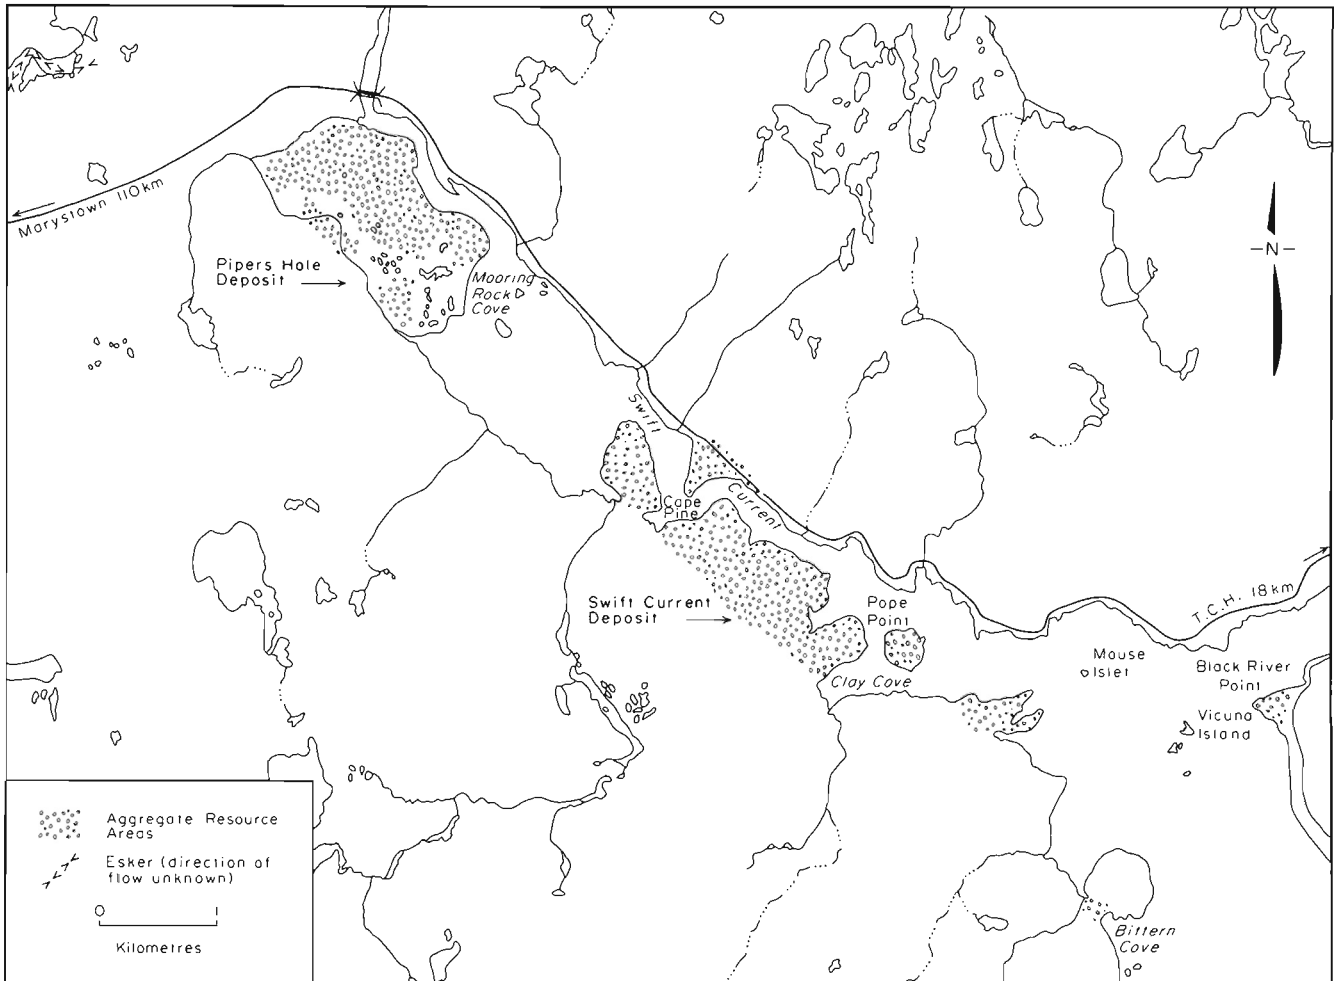 Marystown 110km
Pipers Hole
Deposit
Mooring
Rock
Cove
-N-
Swift
Current
Cape
Pine
Swift Current
Deposit
Pope
Point
Clay Cove
T.C.H. 18km
Mouse
Islet
Black River
Point
Vicuna
Island
Bittern
Cove
Aggregate Resource
Areas
Esker (direction of
flow unknown)
0 1
Kilometres